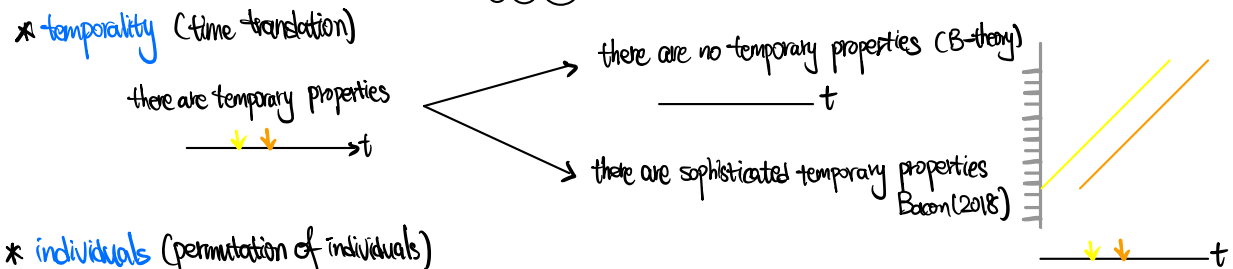 * temporality (time translation)
there are temporary properties
t
there are no temporary properties (B-theory)
t
there are sophisticated temporary properties
Bacon (2018)
t
* individuals (permutation of individuals)